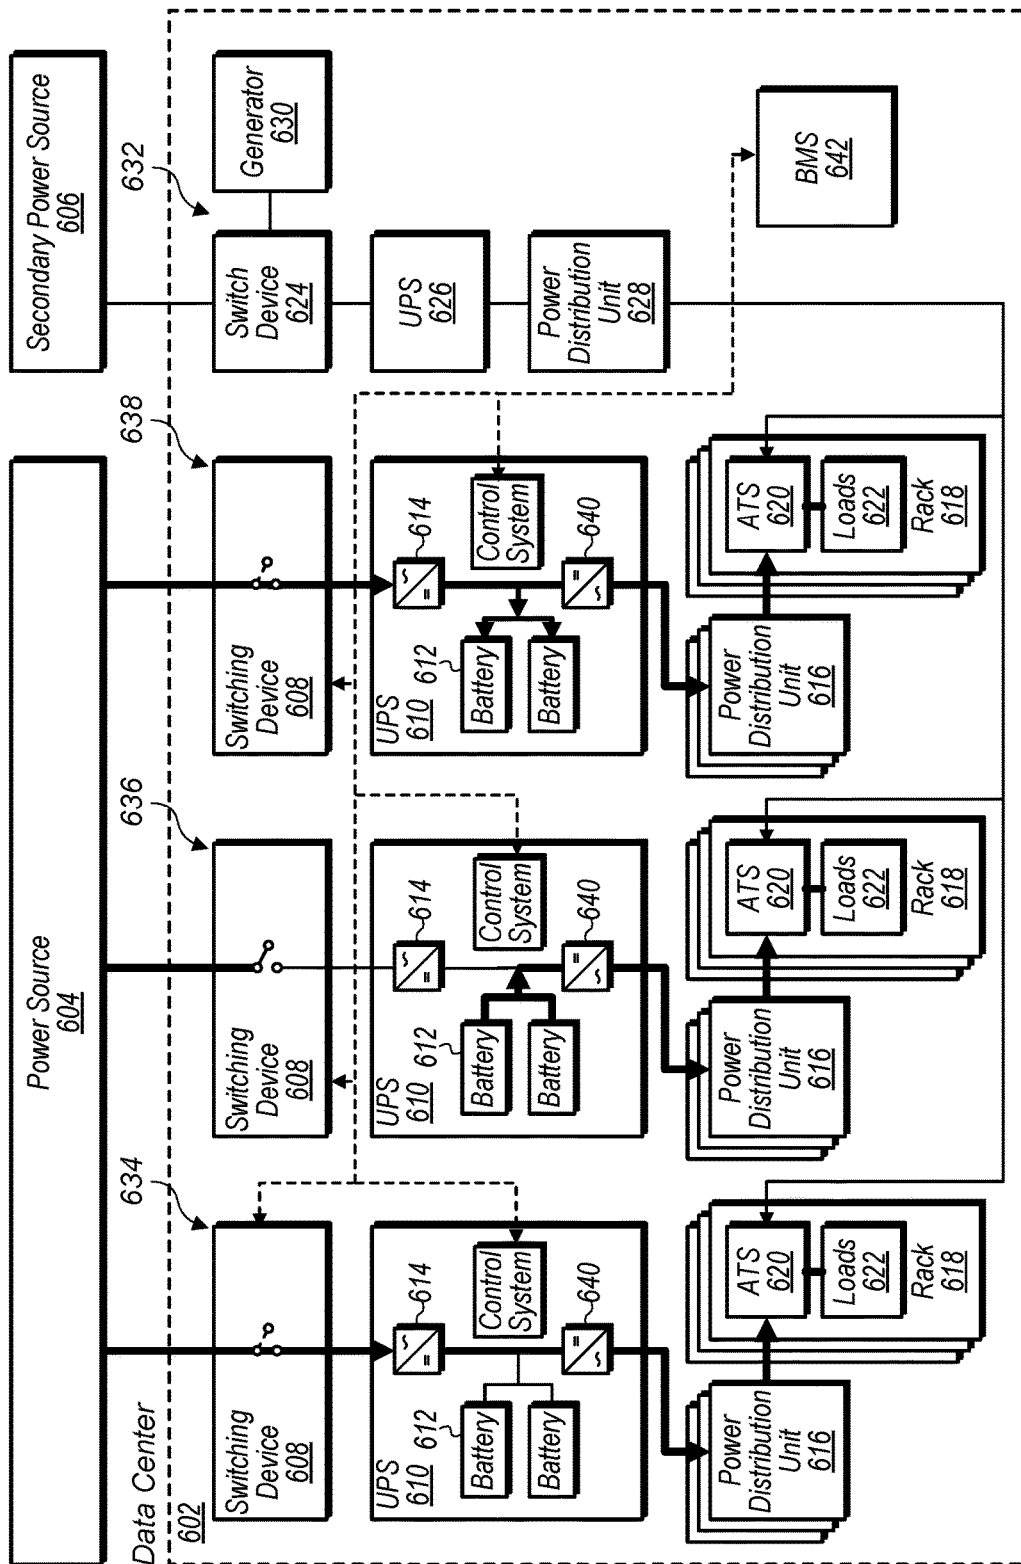 Power Source
604
Secondary Power Source
606
Data Center
602
634
636
638
632
Switching
Device
608
Switching
Device
608
Switching
Device
608
Switch
Device
624
Generator
630
UPS
610
612
Battery
Battery
614
Control
System
640
UPS
610
612
Battery
Battery
614
Control
System
640
UPS
610
612
Battery
Battery
614
Control
System
640
UPS
626
Power
Distribution
Unit
628
BMS
642
Power
Distribution
Unit
616
ATS
620
Loads
622
Rack
618
Power
Distribution
Unit
616
ATS
620
Loads
622
Rack
618
Power
Distribution
Unit
616
ATS
620
Loads
622
Rack
618